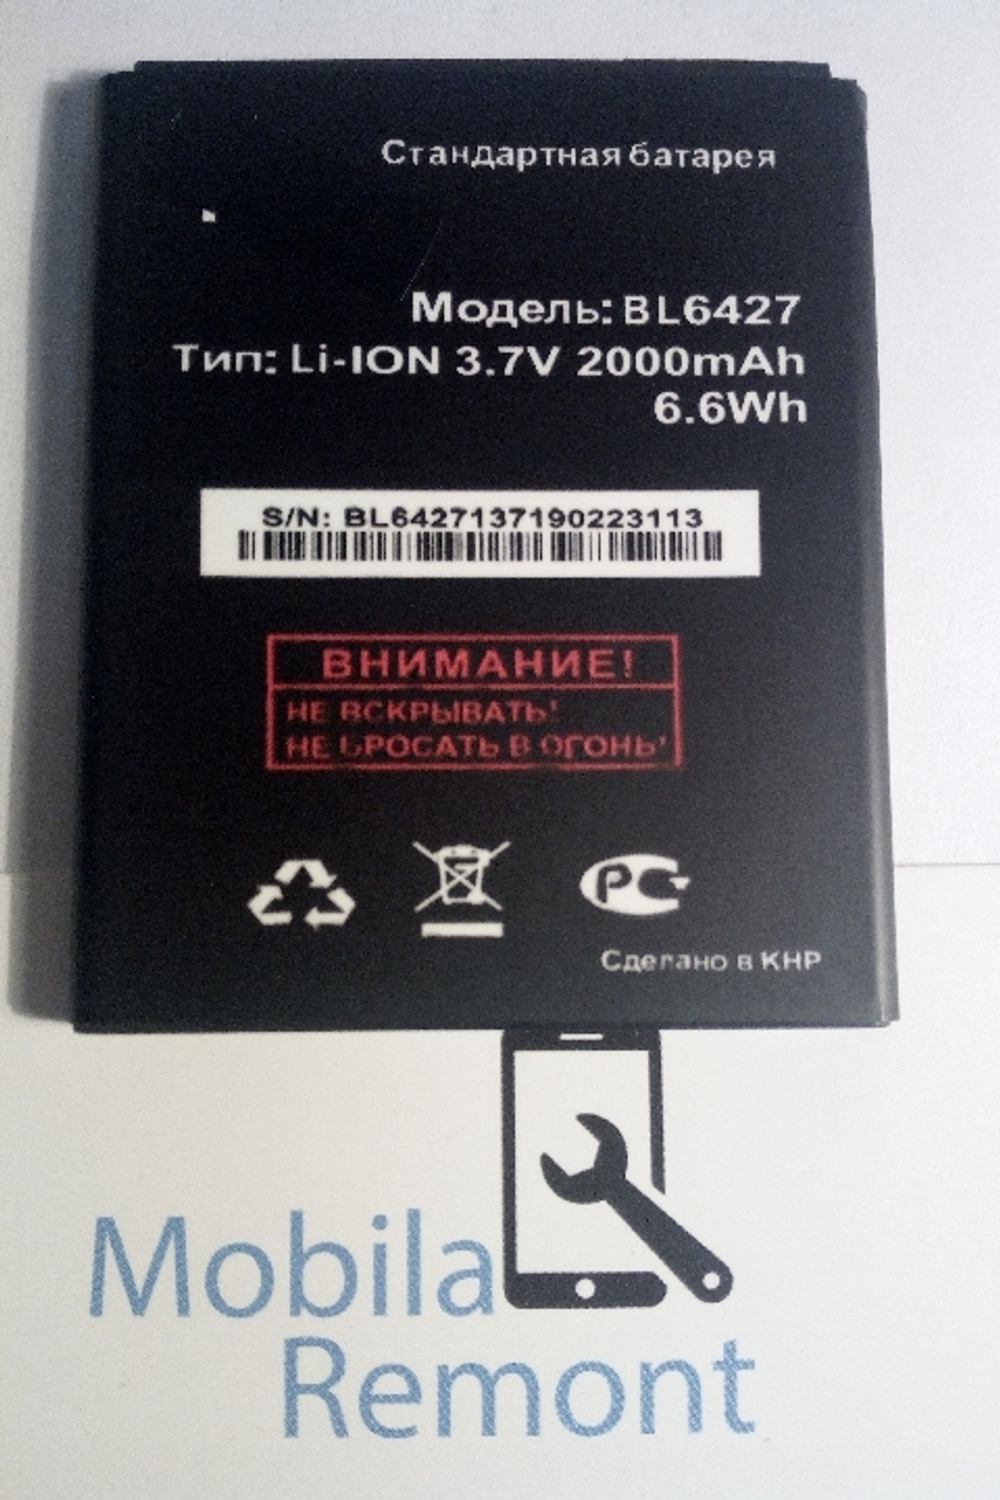 Стандартная батарея
Модель: BL6427
Тип: Li-ION 3.7V 2000mAh
6.6Wh
S/N: BL6427137190223113
ВНИМАНИЕ!
НЕ ВСКРЫВАТЬ!
НЕ БРОСАТЬ В ОГОНЬ!
РС
Сделано в КНР
Mobila
Remont